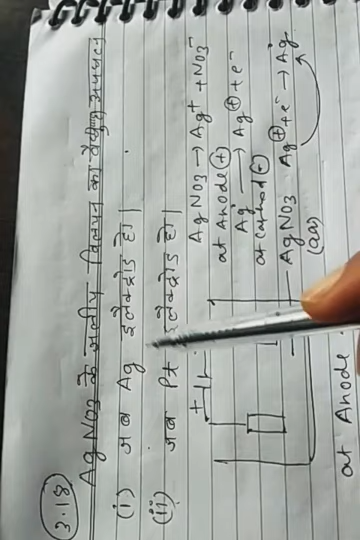 3.18
AgNO3 के जलीय विलयन का वैद्युत अपघटन
(i) जब Ag इलेक्ट्रोड हो।
(ii) जब Pt इलेक्ट्रोड हो।
AgNO3 → Ag+ + NO3-
at Anode (+)
Ag → Ag+ + e-
at Cathod (-)
Ag+ + e- → Ag
+
AgNO3
(aq)
at Anode